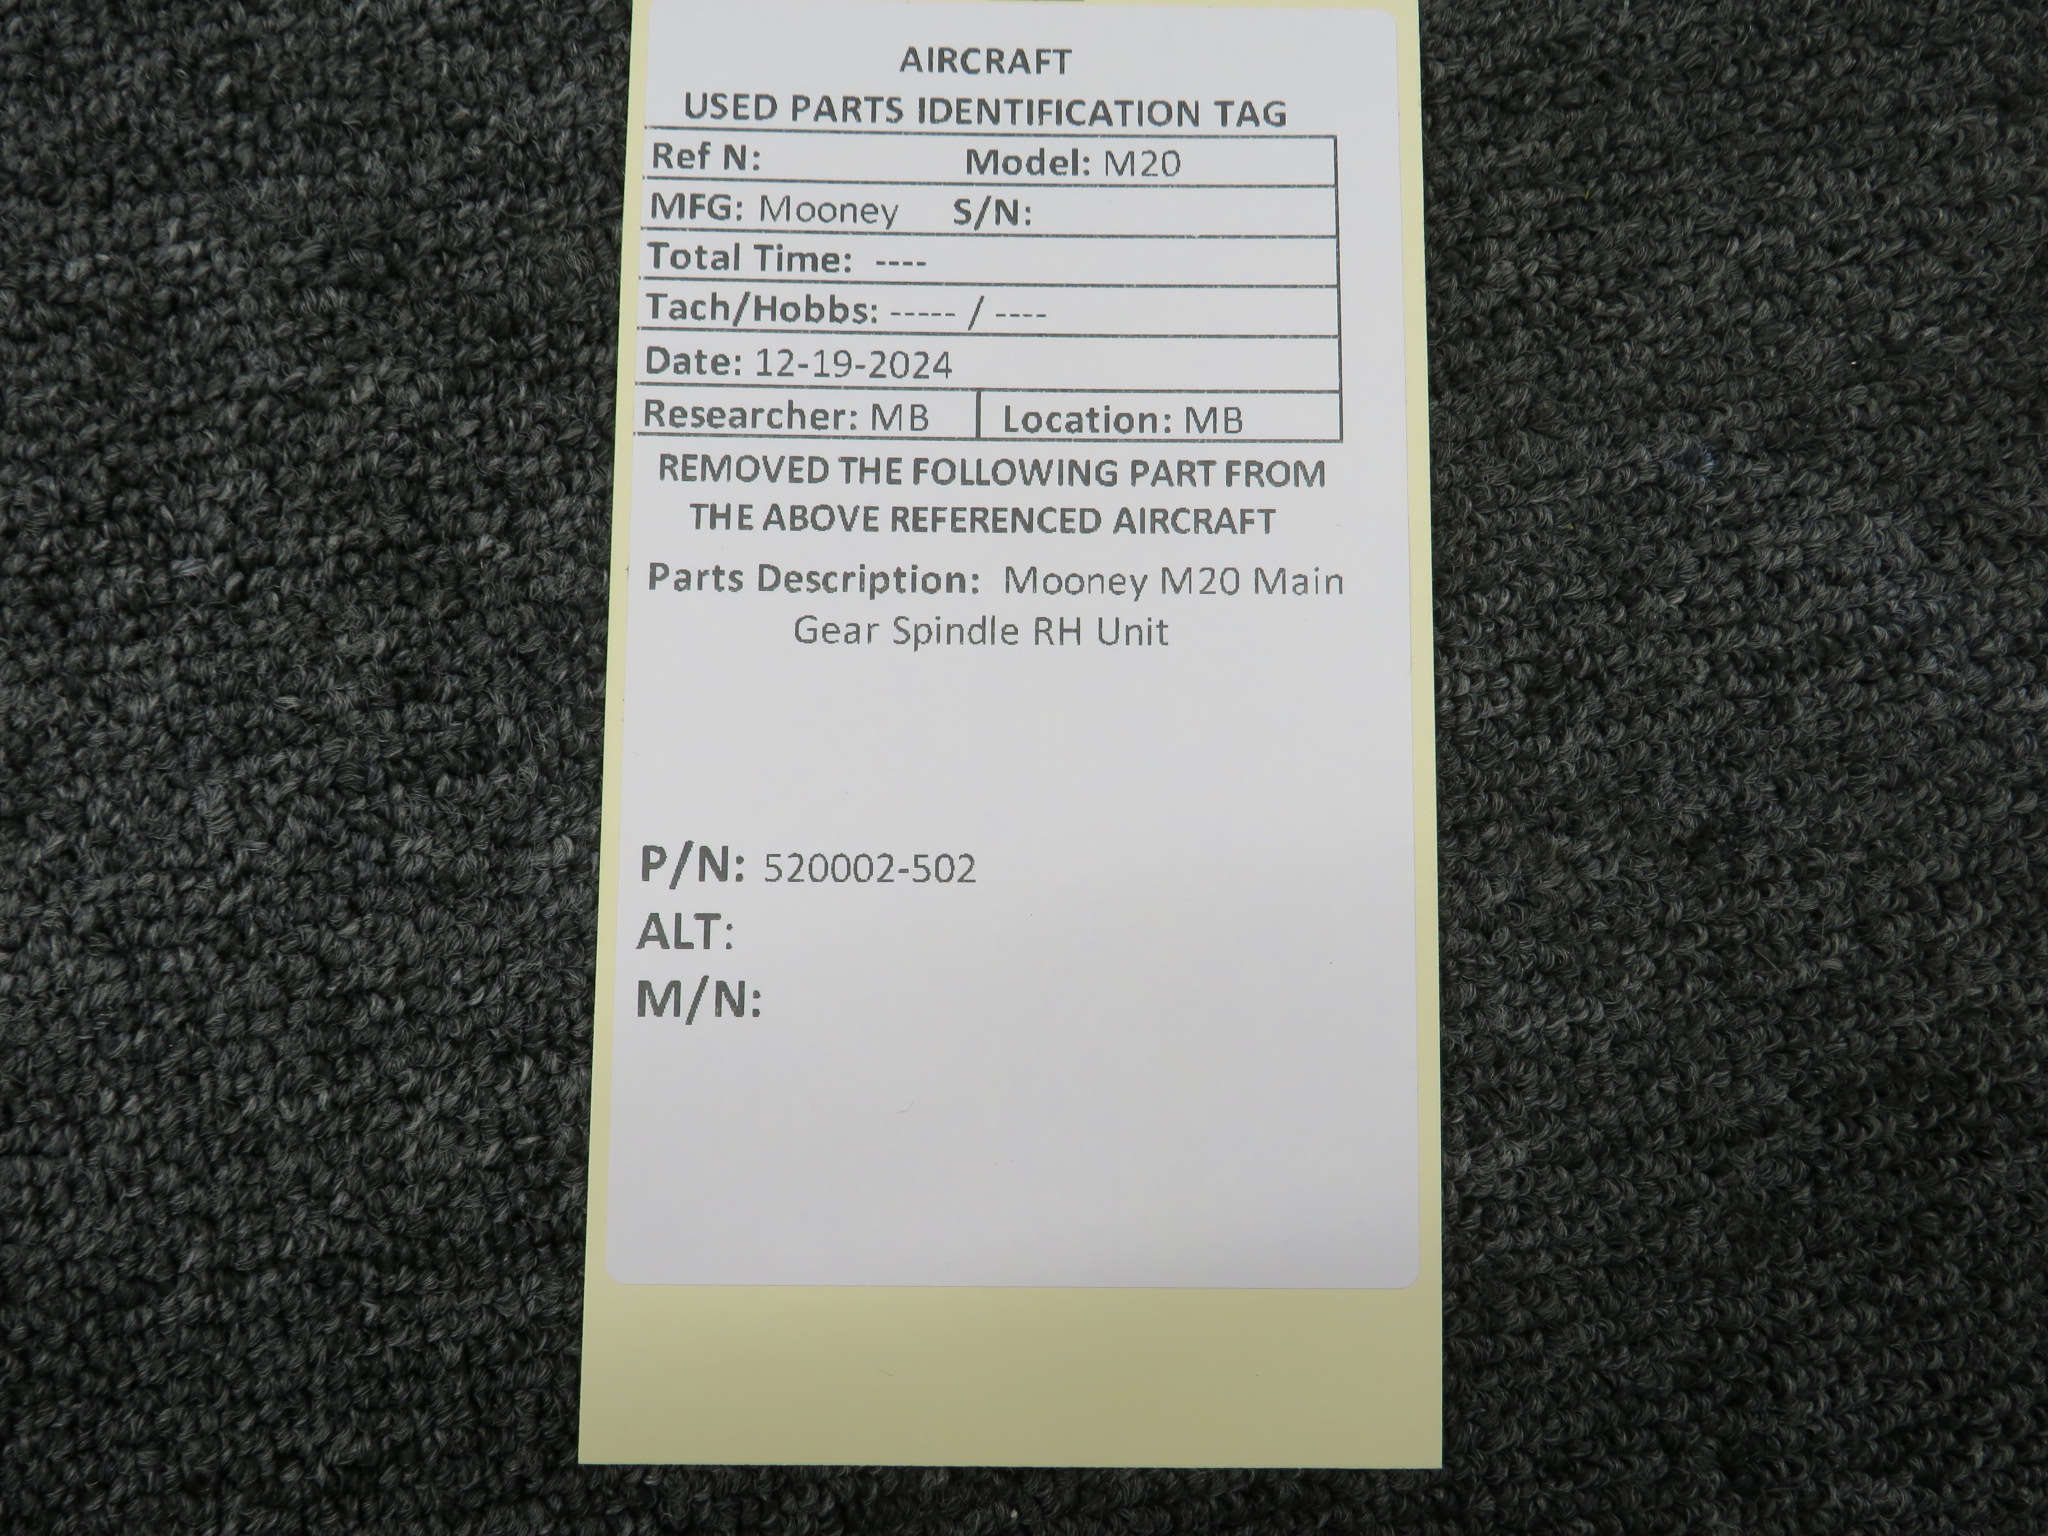 AIRCRAFT
USED PARTS IDENTIFICATION TAG
Ref N: Model: M20
MFG: Mooney S/N:
Total Time: ----
Tach/Hobbs: ----- / ----
Date: 12-19-2024
Researcher: MB Location: MB
REMOVED THE FOLLOWING PART FROM
THE ABOVE REFERENCED AIRCRAFT
Parts Description: Mooney M20 Main
Gear Spindle RH Unit
P/N: 520002-502
ALT:
M/N: